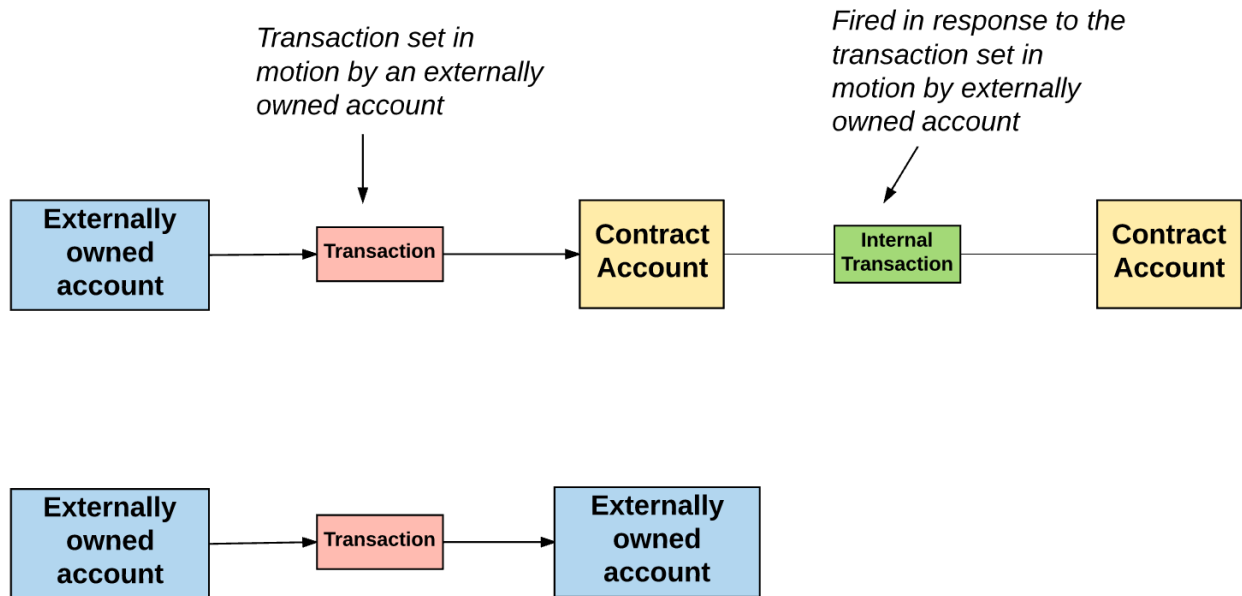 Transaction set in
motion by an externally
owned account
Fired in response to the
transaction set in
motion by externally
owned account
Externally
owned
account
Transaction
Contract
Account
Internal
Transaction
Contract
Account
Externally
owned
account
Transaction
Externally
owned
account